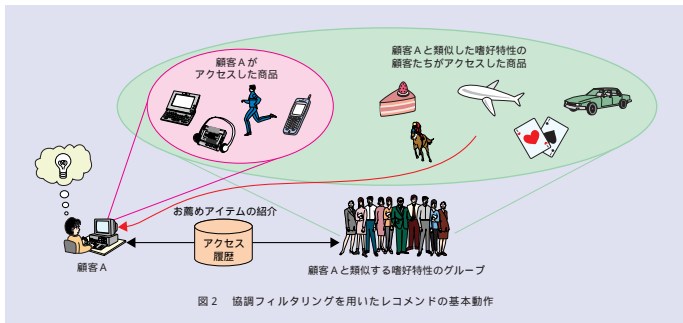 顧客Aが
アクセスした商品
顧客Aと類似した嗜好特性の
顧客たちがアクセスした商品
お薦めアイテムの紹介
アクセス
履歴
顧客A
顧客Aと類似する嗜好特性のグループ
図2 協調フィルタリングを用いたレコメンドの基本動作